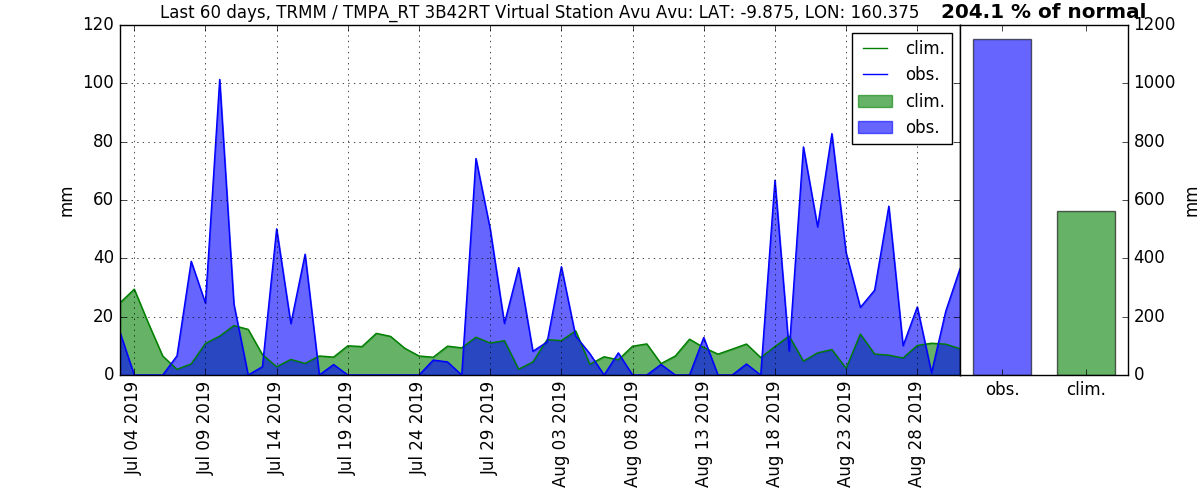 Last 60 days, TRMM / TMPA_RT 3B42RT Virtual Station Avu Avu: LAT: -9.875, LON: 160.375
204.1 % of normal
mm
120
100
80
60
40
20
0
clim.
obs.
clim.
obs.
1200
1000
800
600
400
200
0
mm
Jul 04 2019
Jul 09 2019
Jul 14 2019
Jul 19 2019
Jul 24 2019
Jul 29 2019
Aug 03 2019
Aug 08 2019
Aug 13 2019
Aug 18 2019
Aug 23 2019
Aug 28 2019
obs.
clim.